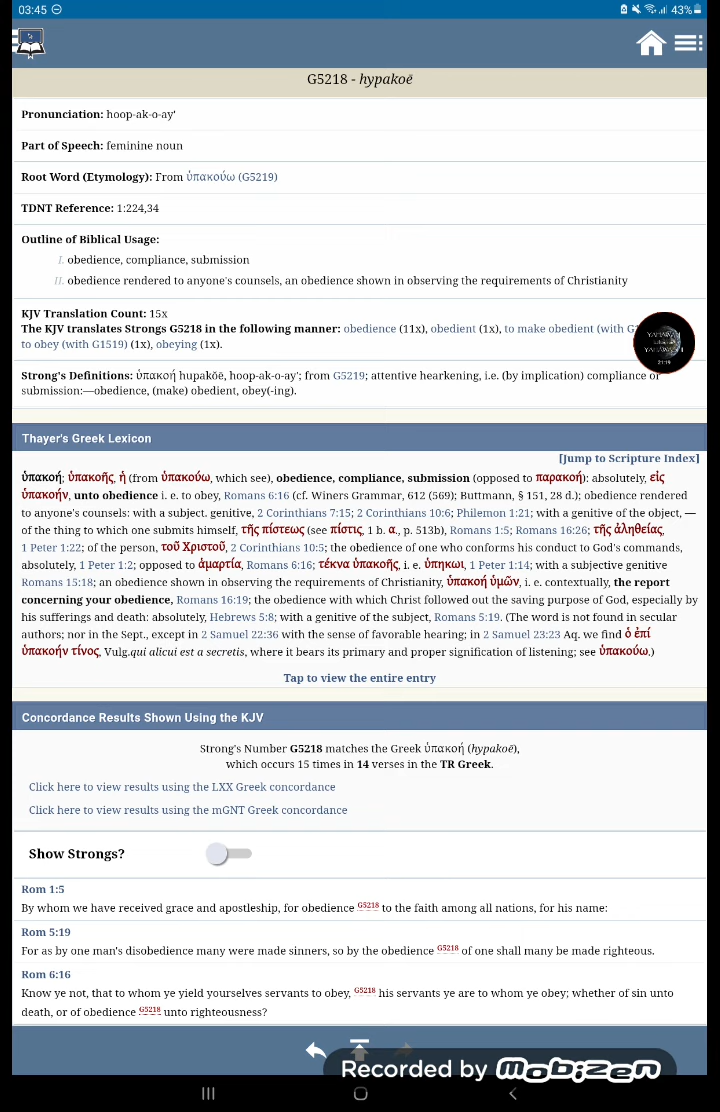 03:45
43%
G5218 - hypakoē
Pronunciation: hoop-ak-o-ay'
Part of Speech: feminine noun
Root Word (Etymology): From ὑπακούω (G5219)
TDNT Reference: 1:224,34
Outline of Biblical Usage:
I. obedience, compliance, submission
II. obedience rendered to anyone's counsels, an obedience shown in observing the requirements of Christianity
KJV Translation Count: 15x
The KJV translates Strongs G5218 in the following manner: obedience (11x), obedient (1x), to make obedient (with
to obey (with G1519) (1x), obeying (1x).
YAHAWAH
YAHAWASHI
21:19
Strong's Definitions: ὑπακοή hupakŏē, hoop-ak-o-ay'; from G5219; attentive hearkening, i.e. (by implication) compliance or
submission:—obedience, (make) obedient, obey(-ing).
Thayer's Greek Lexicon
[Jump to Scripture Index]
ὑπακοή; ὑπακοῆς, ἡ (from ὑπακούω, which see), obedience, compliance, submission (opposed to παρακοή): absolutely, εἰς
ὑπακοήν, unto obedience i. e. to obey, Romans 6:16 (cf. Winers Grammar, 612 (569); Buttmann, § 151, 28 d.); obedience rendered
to anyone's counsels: with a subject. genitive, 2 Corinthians 7:15; 2 Corinthians 10:6; Philemon 1:21; with a genitive of the object, —
of the thing to which one submits himself, τῆς πίστεως (see πίστις, 1 b. α., p. 513b), Romans 1:5; Romans 16:26; τῆς ἀληθείας,
1 Peter 1:22; of the person, τοῦ Χριστοῦ, 2 Corinthians 10:5; the obedience of one who conforms his conduct to God's commands,
absolutely, 1 Peter 1:2; opposed to ἁμαρτία, Romans 6:16; τέκνα ὑπακοῆς, i. e. ὑπηκωι, 1 Peter 1:14; with a subjective genitive
Romans 15:18; an obedience shown in observing the requirements of Christianity, ὑπακοή ὑμῶν, i. e. contextually, the report
concerning your obedience, Romans 16:19; the obedience with which Christ followed out the saving purpose of God, especially by
his sufferings and death: absolutely, Hebrews 5:8; with a genitive of the subject, Romans 5:19. (The word is not found in secular
authors; nor in the Sept., except in 2 Samuel 22:36 with the sense of favorable hearing; in 2 Samuel 23:23 Aq. we find ὁ ἐπί
ὑπακοήν τίνος, Vulg.qui alicui est a secretis, where it bears its primary and proper signification of listening; see ὑπακούω.)
Tap to view the entire entry
Concordance Results Shown Using the KJV
Strong's Number G5218 matches the Greek ὑπακοή (hypakoē),
which occurs 15 times in 14 verses in the TR Greek.
Click here to view results using the LXX Greek concordance
Click here to view results using the mGNT Greek concordance
Show Strongs?
Rom 1:5
By whom we have received grace and apostleship, for obedience G5218 to the faith among all nations, for his name:
Rom 5:19
For as by one man's disobedience many were made sinners, so by the obedience G5218 of one shall many be made righteous.
Rom 6:16
Know ye not, that to whom ye yield yourselves servants to obey, G5218 his servants ye are to whom ye obey; whether of sin unto
death, or of obedience G5218 unto righteousness?
Recorded by mobizen